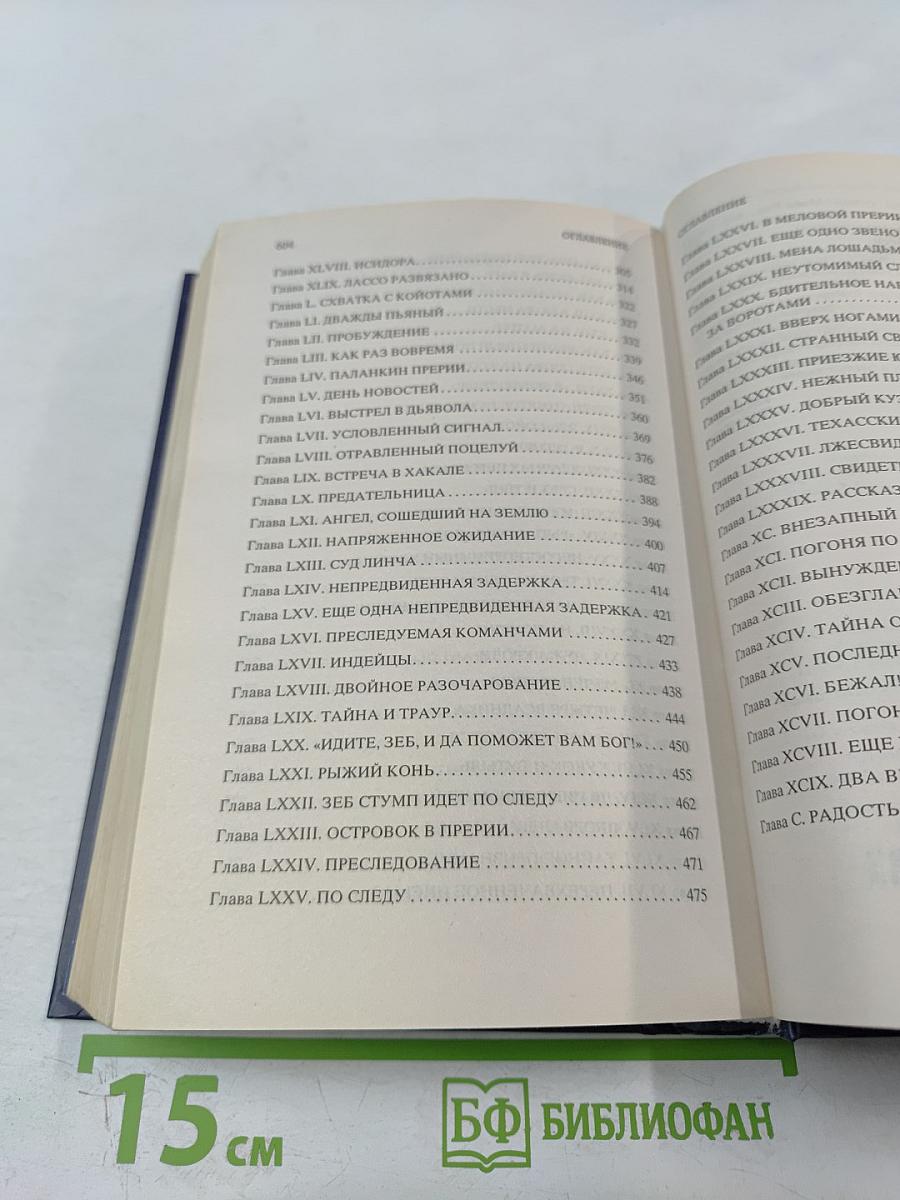 604 ОГЛАВЛЕНИЕ
Глава XLVIII. ИСИДОРА 305
Глава XLIX. ЛАССО РАЗВЯЗАНО 314
Глава L. СХВАТКА С КОЙОТАМИ 322
Глава LI. ДВАЖДЫ ПЬЯНЫЙ 327
Глава LII. ПРОБУЖДЕНИЕ 332
Глава LIII. КАК РАЗ ВОВРЕМЯ 339
Глава LIV. ПАЛАНКИН ПРЕРИИ 346
Глава LV. ДЕНЬ НОВОСТЕЙ 351
Глава LVI. ВЫСТРЕЛ В ДЬЯВОЛА 360
Глава LVII. УСЛОВЛЕННЫЙ СИГНАЛ 369
Глава LVIII. ОТРАВЛЕННЫЙ ПОЦЕЛУЙ 376
Глава LIX. ВСТРЕЧА В ХАКАЛЕ 382
Глава LX. ПРЕДАТЕЛЬНИЦА 388
Глава LXI. АНГЕЛ, СОШЕДШИЙ НА ЗЕМЛЮ 394
Глава LXII. НАПРЯЖЕННОЕ ОЖИДАНИЕ 400
Глава LXIII. СУД ЛИНЧА 407
Глава LXIV. НЕПРЕДВИДЕННАЯ ЗАДЕРЖКА 414
Глава LXV. ЕЩЕ ОДНА НЕПРЕДВИДЕННАЯ ЗАДЕРЖКА 421
Глава LXVI. ПРЕСЛЕДУЕМАЯ КОМАНЧАМИ 427
Глава LXVII. ИНДЕЙЦЫ 433
Глава LXVIII. ДВОЙНОЕ РАЗОЧАРОВАНИЕ 438
Глава LXIX. ТАЙНА И ТРАУР 444
Глава LXX. «ИДИТЕ, ЗЕБ, И ДА ПОМОЖЕТ ВАМ БОГ!» 450
Глава LXXI. РЫЖИЙ КОНЬ 455
Глава LXXII. ЗЕБ СТУМП ИДЕТ ПО СЛЕДУ 462
Глава LXXIII. ОСТРОВОК В ПРЕРИИ 467
Глава LXXIV. ПРЕСЛЕДОВАНИЕ 471
Глава LXXV. ПО СЛЕДУ 475
ОГЛАВЛЕНИЕ
Глава LXXVI. В МЕЛОВОЙ ПРЕРИИ
Глава LXXVII. ЕЩЕ ОДНО ЗВЕНО
Глава LXXVIII. МЕНА ЛОШАДЬМ
Глава LXXIX. НЕУТОМИМЫЙ СЛ
Глава LXXX. БДИТЕЛЬНОЕ НАБ
ЗА ВОРОТАМИ
Глава LXXXI. ВВЕРХ НОГАМИ
Глава LXXXII. СТРАННЫЙ СВ
Глава LXXXIII. ПРИЕЗЖИЕ Ю
Глава LXXXIV. НЕЖНЫЙ ПЛ
Глава LXXXV. ДОБРЫЙ КУЗ
Глава LXXXVI. ТЕХАССКИ
Глава LXXXVII. ЛЖЕСВИД
Глава LXXXVIII. СВИДЕТ
Глава LXXXIX. РАССКАЗ
Глава XC. ВНЕЗАПНЫЙ
Глава XCI. ПОГОНЯ ПО
Глава XCII. ВЫНУЖДЕ
Глава XCIII. ОБЕЗГЛА
Глава XCIV. ТАЙНА О
Глава XCV. ПОСЛЕДН
Глава XCVI. БЕЖАЛ!
Глава XCVII. ПОГОН
Глава XCVIII. ЕЩЕ
Глава XCIX. ДВА В
Глава C. РАДОСТЬ
15 см
БФ БИБЛИОФАН